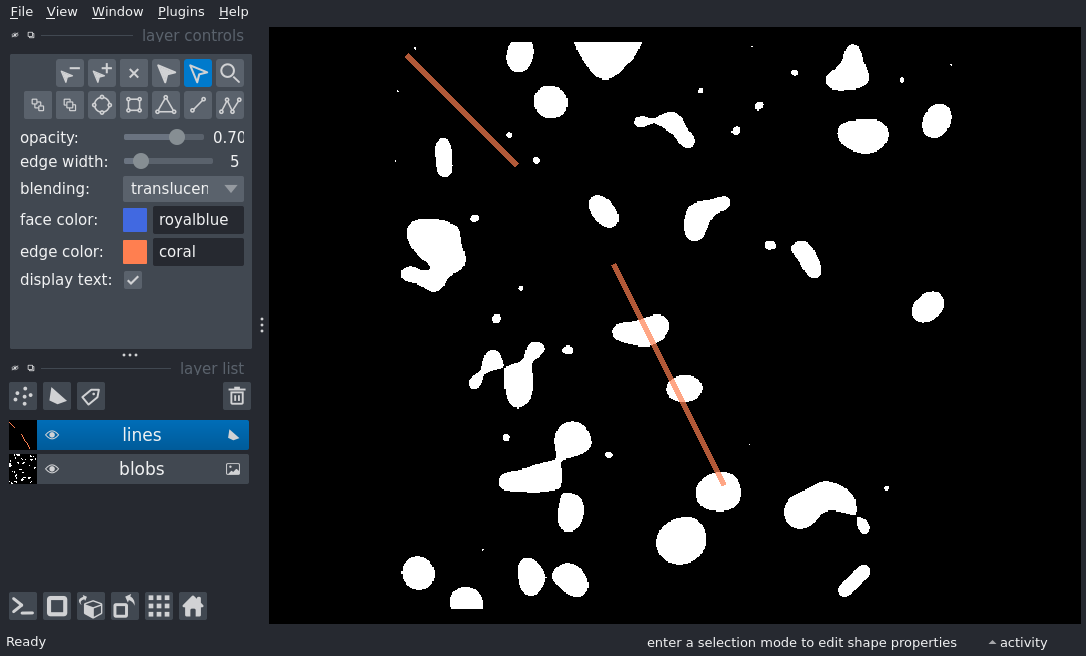 File View Window Plugins Help
layer controls
opacity: 0.70
edge width: 5
blending: translucen
face color: royalblue
edge color: coral
display text:
layer list
lines
blobs
Ready enter a selection mode to edit shape properties activity